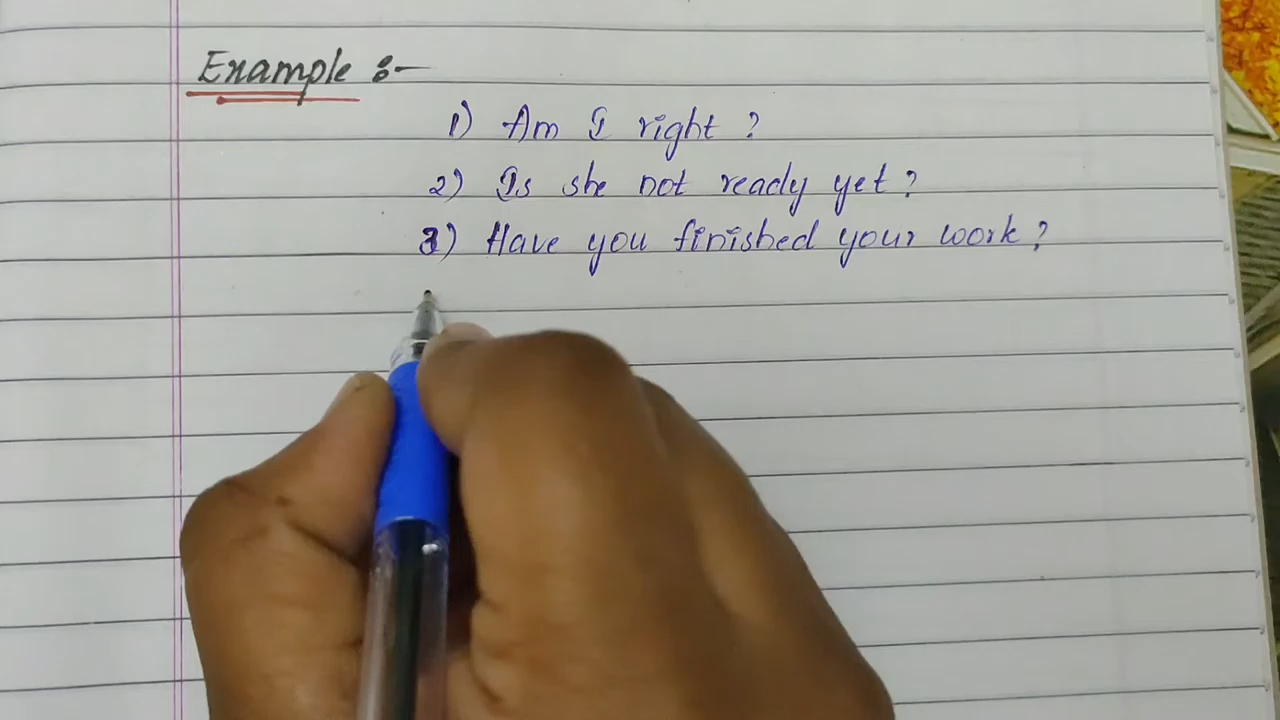 Example :-
1) Am I right ?
2) Is she not ready yet ?
3) Have you finished your work ?